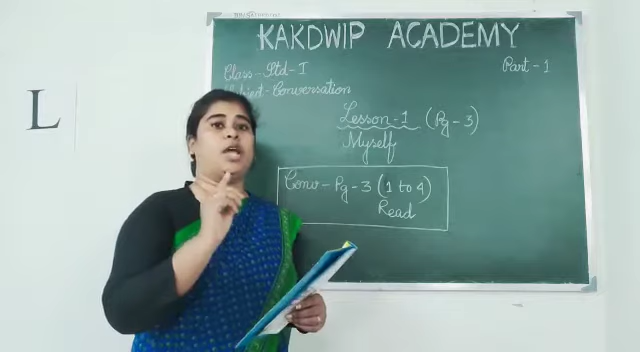 KAKDWIP ACADEMY
Class - Std - I
Part - 1
Subject - Conversation
Lesson - 1 (Pg - 3)
Myself
Conv - Pg - 3 (1 to 4)
Read
L